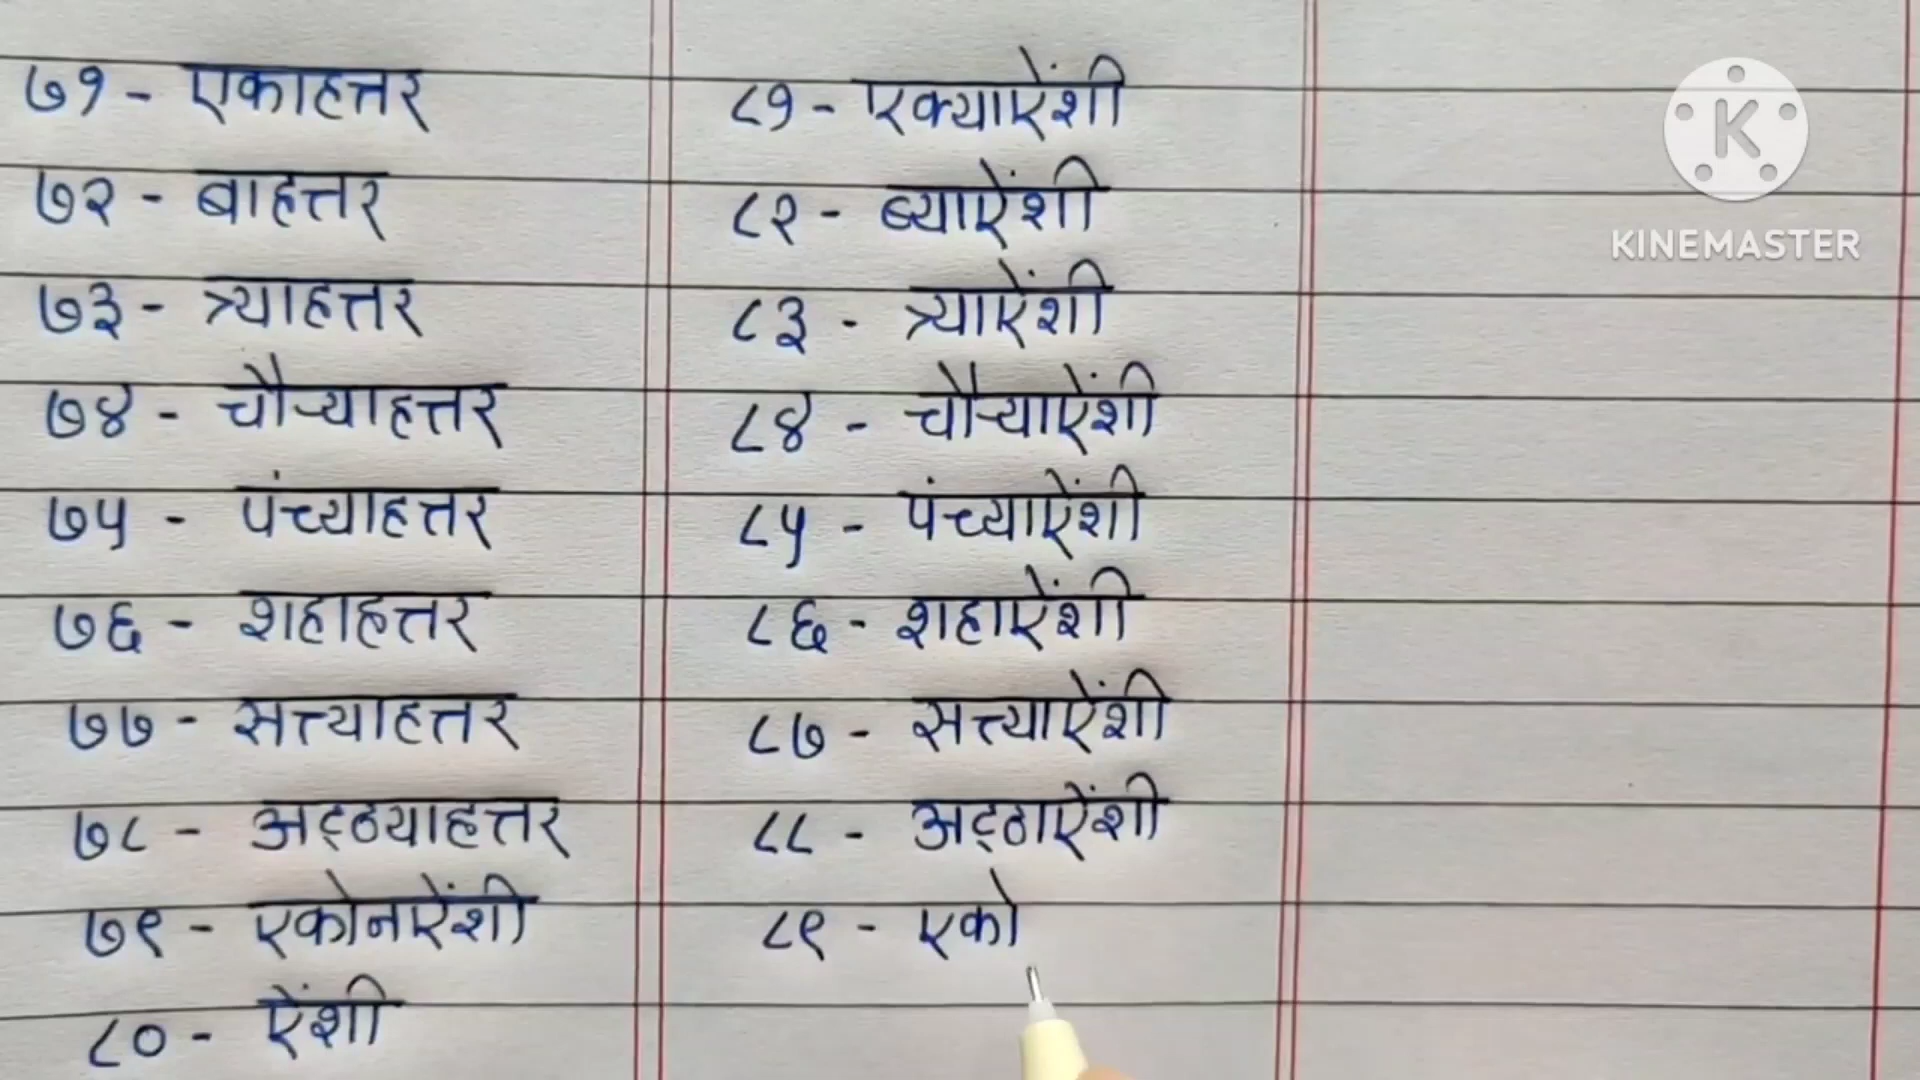 ७१ - एकाहत्तर
७२ - बाहत्तर
७३ - त्र्याहत्तर
७४ - चौऱ्याहत्तर
७५ - पंच्याहत्तर
७६ - शहाहत्तर
७७ - सत्त्याहत्तर
७८ - अठ्ठ्याहत्तर
७९ - एकोनऐंशी
८० - ऐंशी
८१ - एक्याऐंशी
८२ - ब्याऐंशी
८३ - त्र्याऐंशी
८४ - चौऱ्याऐंशी
८५ - पंच्याऐंशी
८६ - शहाऐंशी
८७ - सत्त्याऐंशी
८८ - अट्ठाऐंशी
८९ - एको
K
KINEMASTER